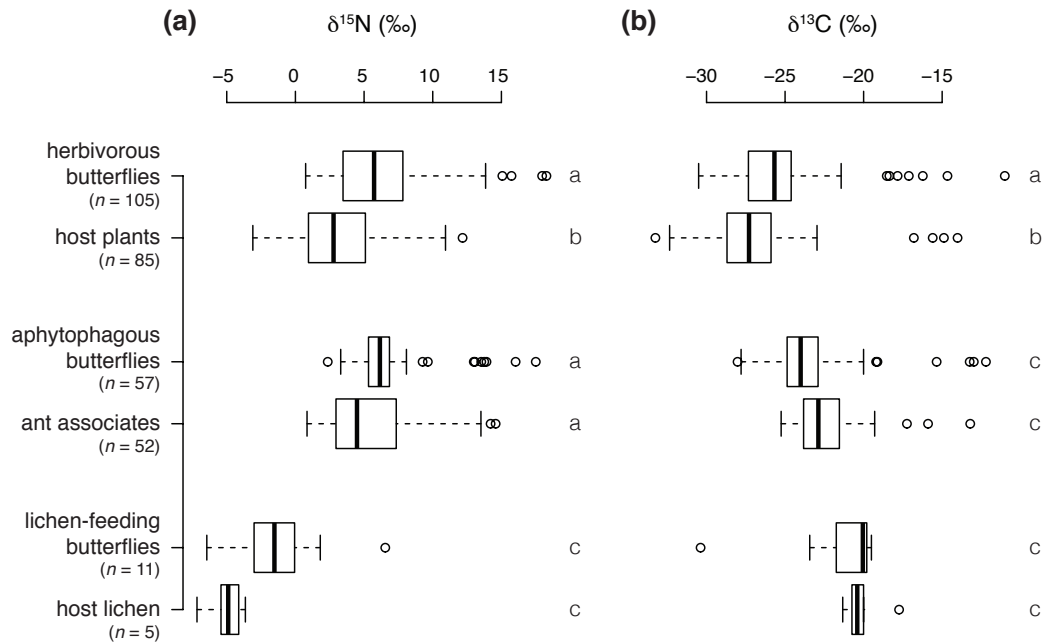 (a) δ¹⁵N (‰) (b) δ¹³C (‰)
−5 0 5 10 15 −30 −25 −20 −15
herbivorous
butterflies a a
(n = 105)
host plants b b
(n = 85)
aphytophagous
butterflies a c
(n = 57)
ant associates a c
(n = 52)
lichen-feeding
butterflies c c
(n = 11)
host lichen c c
(n = 5)